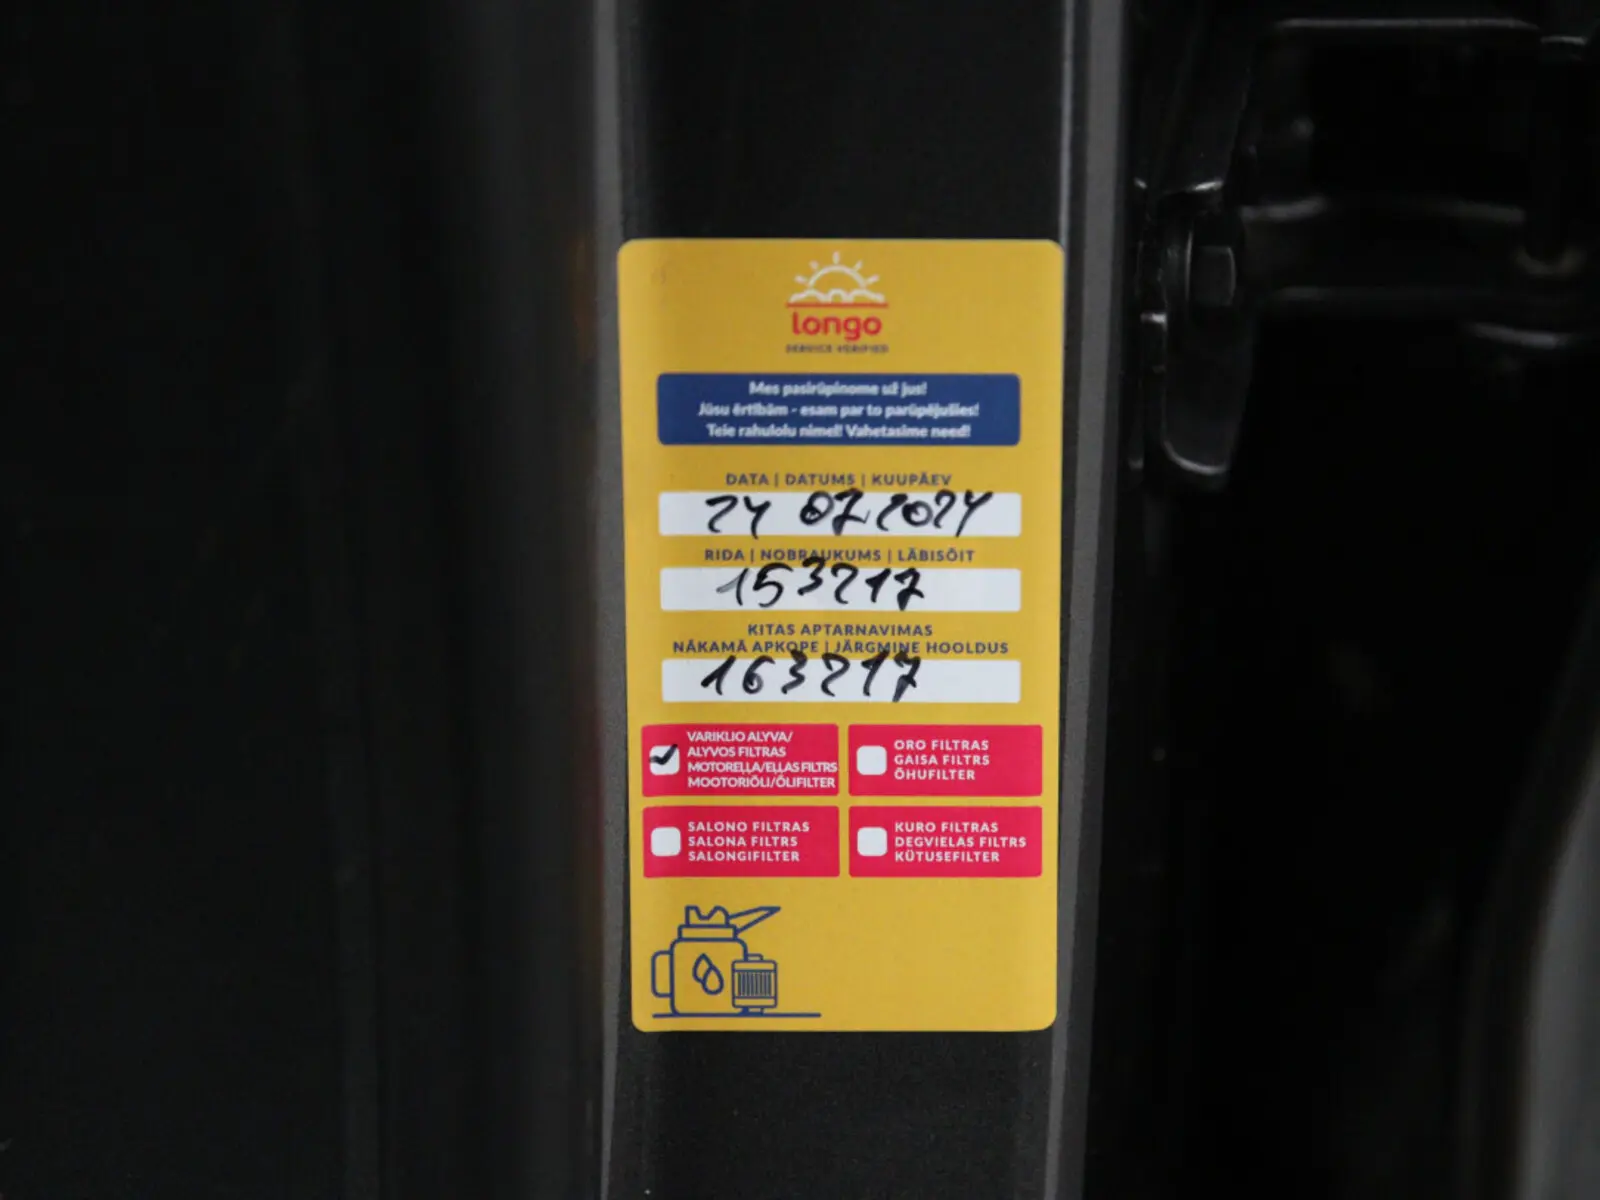 longo
SERVICE VERIFIED
Mes pasirūpinome už jus!
Jūsu ērtībām - esam par to parūpējušies!
Teie rahulolu nimel! Vahetasime need!
DATA | DATUMS | KUUPÄEV
24 07 2024
RIDA | NOBRAUKUMS | LÄBISÕIT
153217
KITAS APTARNAVIMAS
NĀKAMĀ APKOPE | JÄRGMINE HOOLDUS
163217
VARIKLIO ALYVA/
ALYVOS FILTRAS
MOTOREĻĻA/EĻĻAS FILTRS
MOOTORIÕLI/ÕLIFILTER
ORO FILTRAS
GAISA FILTRS
ÕHUFILTER
SALONO FILTRAS
SALONA FILTRS
SALONGIFILTER
KURO FILTRAS
DEGVIELAS FILTRS
KÜTUSEFILTER